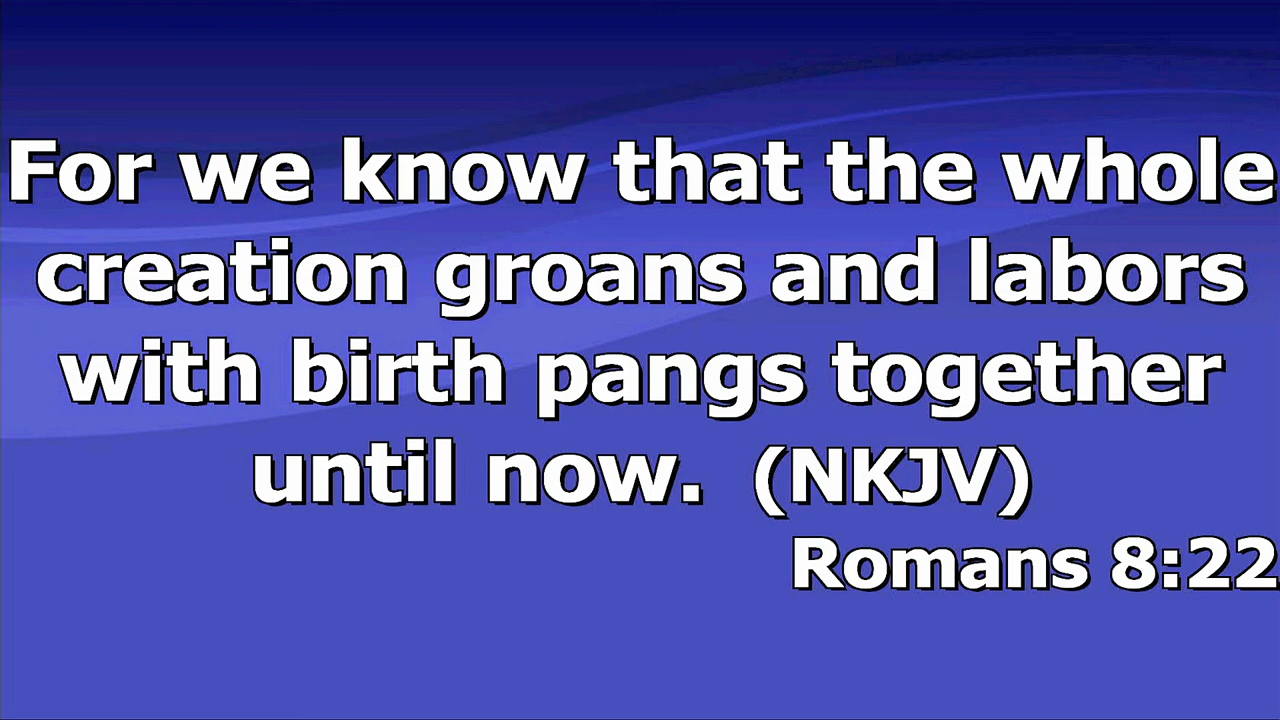 For we know that the whole
creation groans and labors
with birth pangs together
until now.  (NKJV)
Romans 8:22